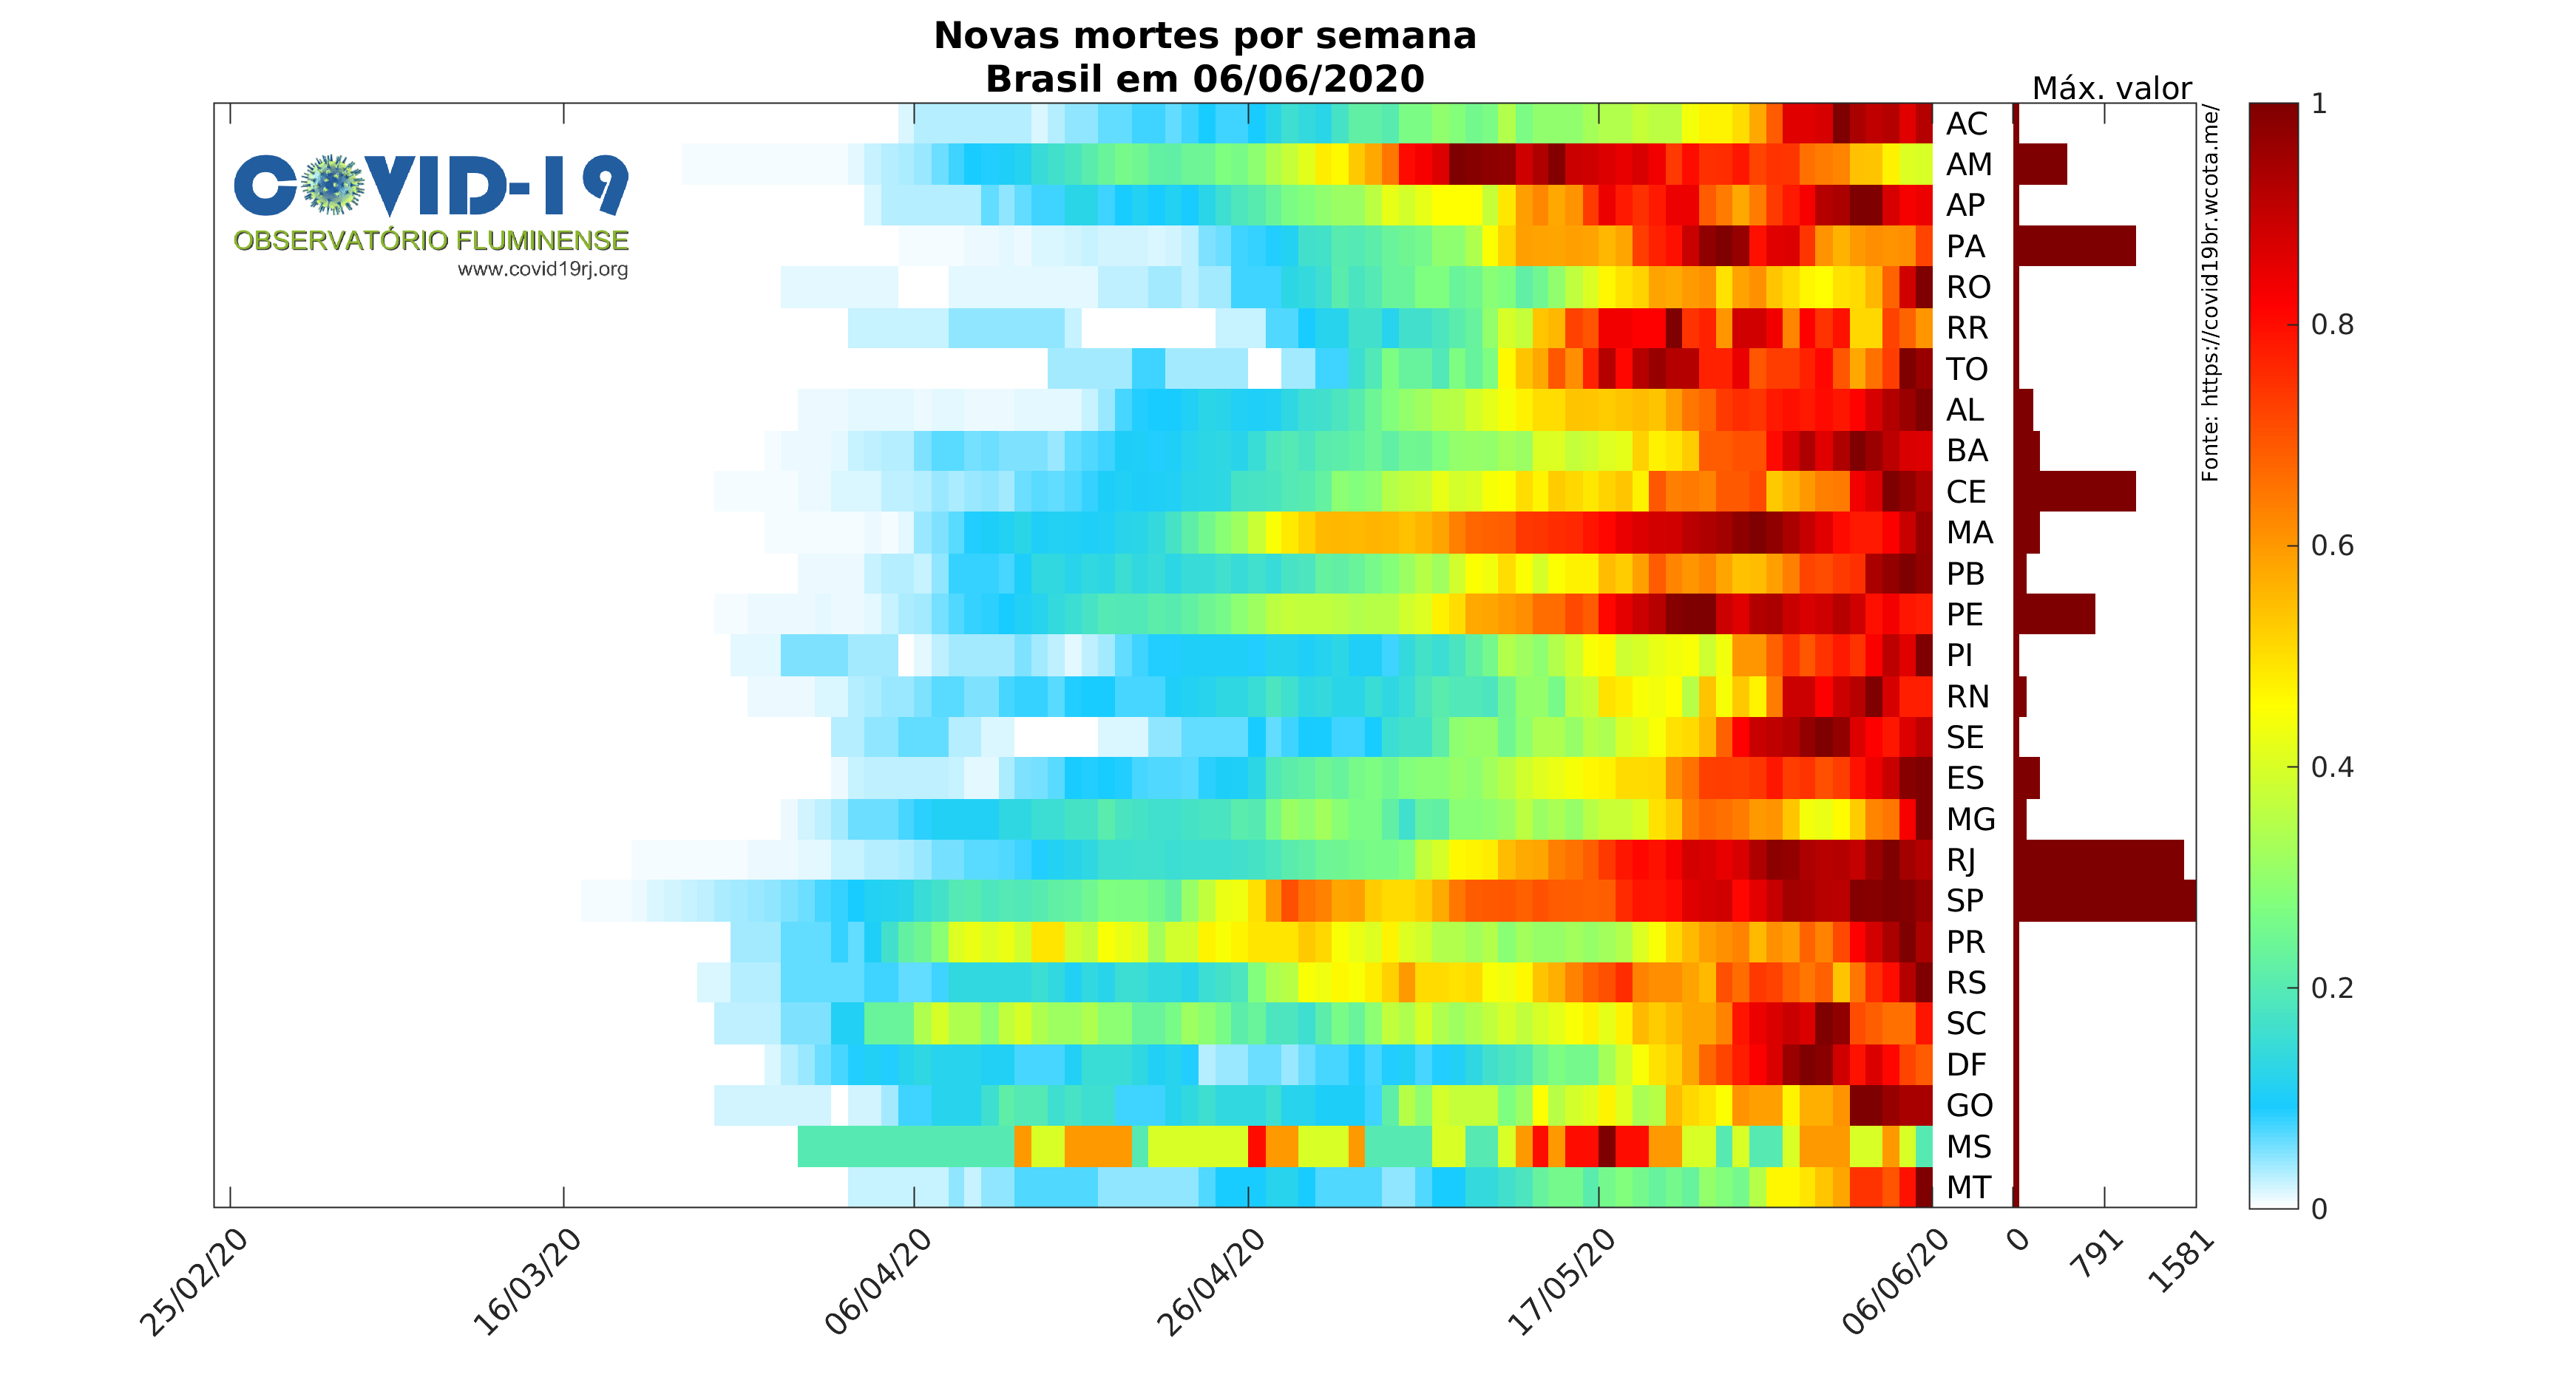 Novas mortes por semana
Brasil em 06/06/2020
Máx. valor
COVID-19
OBSERVATÓRIO FLUMINENSE
www.covid19rj.org
AC
AM
AP
PA
RO
RR
TO
AL
BA
CE
MA
PB
PE
PI
RN
SE
ES
MG
RJ
SP
PR
RS
SC
DF
GO
MS
MT
Fonte: https://covid19br.wcota.me/
1
0.8
0.6
0.4
0.2
0
25/02/20
16/03/20
06/04/20
26/04/20
17/05/20
06/06/20
0
791
1581